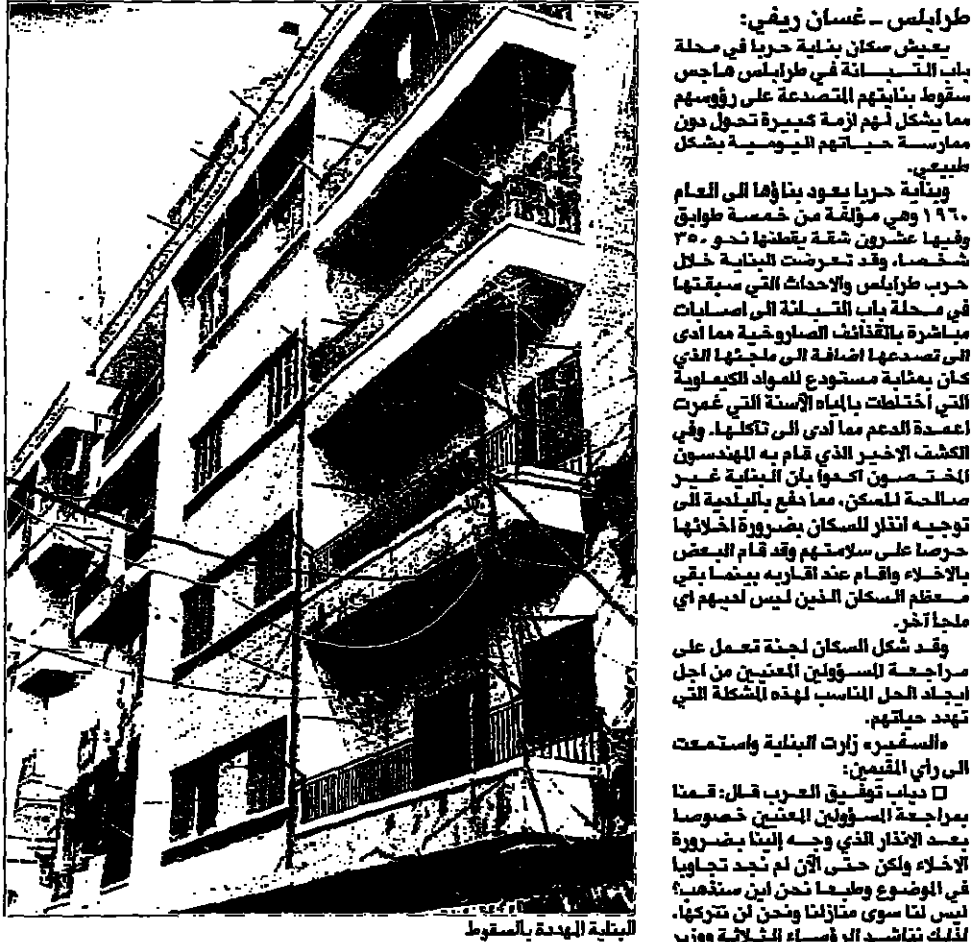 طرابلس ـ غسان ريفي:
يعيش سكان بناية حربا في محلة
باب التبانة في طرابلس هاجس
سقوط بنايتهم المتصدعة على رؤوسهم
مما يشكل لهم ازمة كبيرة تحول دون
ممارسة حياتهم اليومية بشكل
طبيعي.
وبناية حربا يعود بناؤها الى العام
١٩٦٠ وهي مؤلفة من خمسة طوابق
وفيها عشرون شقة يقطنها نحو ٣٥٠
شخصا، وقد تعرضت البناية خلال
حرب طرابلس والاحداث التي سبقتها
في محلة باب التبانة الى اصابات
مباشرة بالقذائف الصاروخية مما ادى
الى تصدعها اضافة الى ملجئها الذي
كان بمثابة مستودع للمواد الكيماوية
التي أختلطت بالمياه الآسنة التي غمرت
اعمدة الدعم مما أدى الى تآكلها. وفي
الكشف الاخير الذي قام به المهندسون
المختصون اكدوا بان البناية غير
صالحة للسكن، مما دفع بالبلدية الى
توجيه انذار للسكان بضرورة اخلائها
حرصا على سلامتهم وقد قام البعض
بالاخلاء واقام عند أقاربه بينما بقي
معظم السكان الذين ليس لديهم اي
ملجأ آخر.
وقد شكل السكان لجنة تعمل على
مراجعة المسؤولين المعنيين من اجل
إيجاد الحل المناسب لهذه المشكلة التي
تهدد حياتهم.
«السفير» زارت البناية واستمعت
الى رأي المقيمين:
□ دياب توفيق العرب قال: قمنا
بمراجعة المسؤولين المعنيين خصوصا
بعد الانذار الذي وجه إلينا بضرورة
الاخلاء ولكن حتى الآن لم نجد تجاوبا
في الموضوع وطبعا نحن اين سنذهب؟
ليس لنا سوى منازلنا ونحن لن نتركها.
لذلك نناشد الرؤساء الثلاثة ووزير
البناية المهددة بالسقوط